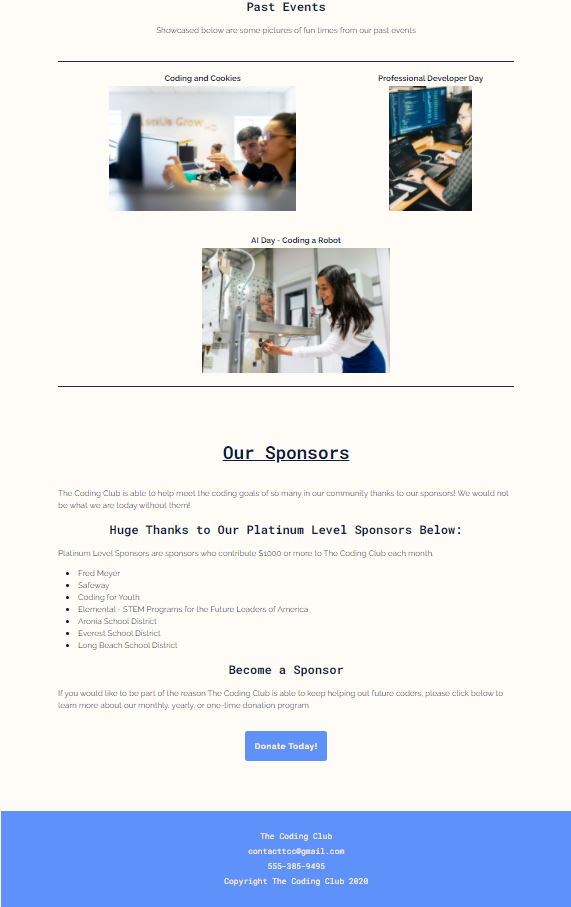 Past Events
Showcased below are some pictures of fun times from our past events
Coding and Cookies
Professional Developer Day
Grow
AI Day - Coding a Robot
Our Sponsors
The Coding Club is able to help meet the coding goals of so many in our community thanks to our sponsors! We would not
be what we are today without them!
Huge Thanks to Our Platinum Level Sponsors Below:
Platinum Level Sponsors are sponsors who contribute $1000 or more to The Coding Club each month.
Fred Meyer
Safeway
Coding for Youth
Elemental - STEM Programs for the Future Leaders of America
Aronia School District
Everest School District
Long Beach School District
Become a Sponsor
If you would like to be part of the reason The Coding Club is able to keep helping out future coders, please click below to
learn more about our monthly, yearly, or one-time donation program
Donate Today!
The Coding Club
contacttcc@gmail.com
555-385-9495
Copyright The Coding Club 2020